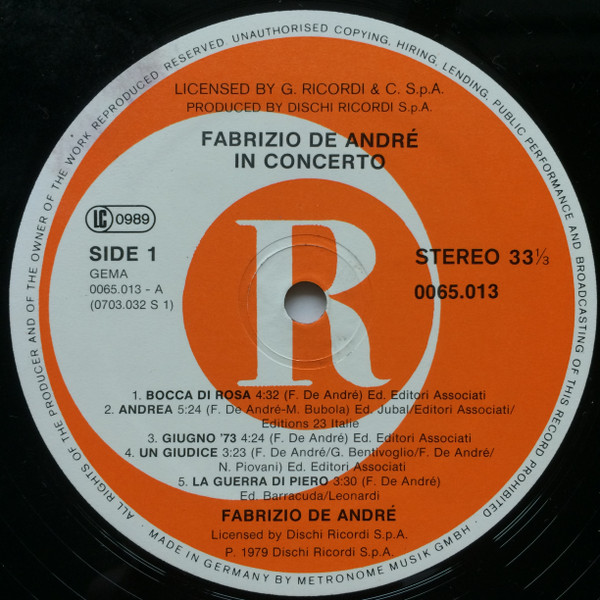 ALL RIGHTS OF THE PRODUCER AND OF THE OWNER OF THE WORK REPRODUCED RESERVED UNAUTHORISED COPYING, HIRING, LENDING, PUBLIC PERFORMANCE AND BROADCASTING OF THIS RECORD PROHIBITED ·
LICENSED BY G. RICORDI & C. S.p.A.
PRODUCED BY DISCHI RICORDI S.p.A.
FABRIZIO DE ANDRÉ
IN CONCERTO
LC 0989
SIDE 1
GEMA
0065.013 - A
(0703.032 S 1)
R
STEREO 33⅓
0065.013
1. BOCCA DI ROSA 4:32 (F. De André) Ed. Editori Associati
2. ANDREA 5:24 (F. De André-M. Bubola) Ed. Jubal/Editori Associati/
Editions 23 Italie
3. GIUGNO '73 4:24 (F. De André) Ed. Editori Associati
4. UN GIUDICE 3:23 (F. De André/G. Bentivoglio/F. De André/
N. Piovani) Ed. Editori Associati
5. LA GUERRA DI PIERO 3:30 (F. De André)
Ed. Barracuda/Leonardi
FABRIZIO DE ANDRÉ
Licensed by Dischi Ricordi S.p.A.
P. 1979 Dischi Ricordi S.p.A.
· MADE IN GERMANY BY METRONOME MUSIK GMBH ·